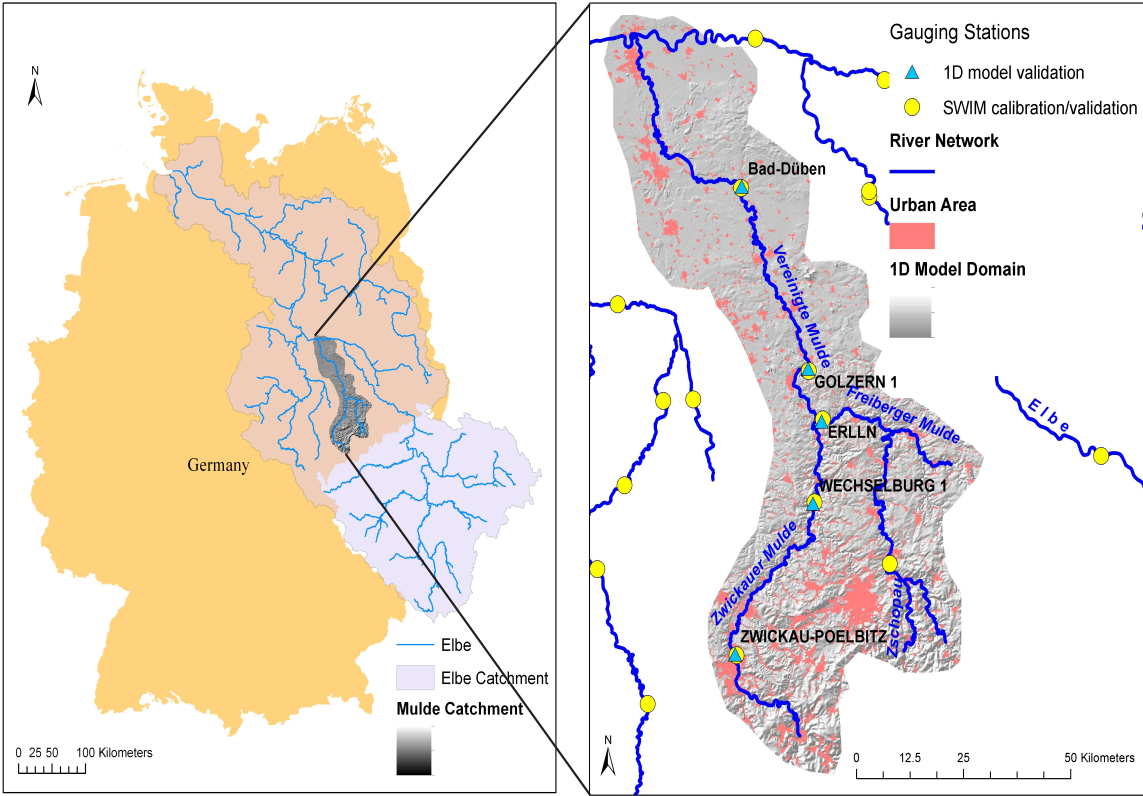 N
Germany
Elbe
Elbe Catchment
Mulde Catchment
0 25 50 100 Kilometers
Gauging Stations
1D model validation
SWIM calibration/validation
River Network
Urban Area
1D Model Domain
Bad-Düben
Vereinigte Mulde
GOLZERN 1
Freiberger Mulde
ERLLN
Elbe
WECHSELBURG 1
Zwickauer Mulde
Zschopau
ZWICKAU-POELBITZ
N
0 12.5 25 50 Kilometers